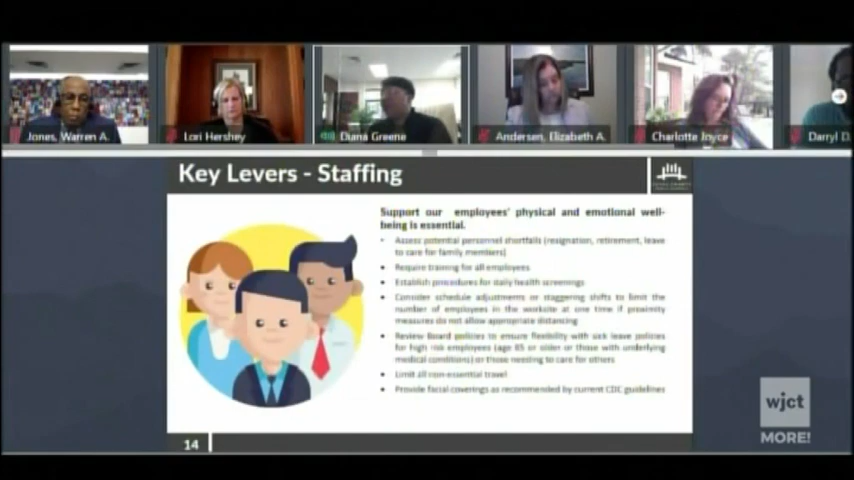 Jones, Warren A.
Lori Hershey
Diana Greene
Andersen, Elizabeth A.
Charlotte Joyce
Darryl D.
Key Levers - Staffing
Support our employees' physical and emotional well-
being is essential.
• Assess potential personnel shortfalls (resignation, retirement, leave
to care for family members)
• Require training for all employees
• Establish procedures for daily health screenings
• Consider schedule adjustments or staggering shifts to limit the
number of employees in the worksite at one time if proximity
measures do not allow appropriate distancing
• Review Board policies to ensure flexibility with sick leave policies
for high risk employees (age 65 or older or those with underlying
medical conditions) or those needing to care for others
• Limit all non-essential travel
• Provide facial coverings as recommended by current CDC guidelines
14
wjct
MORE!